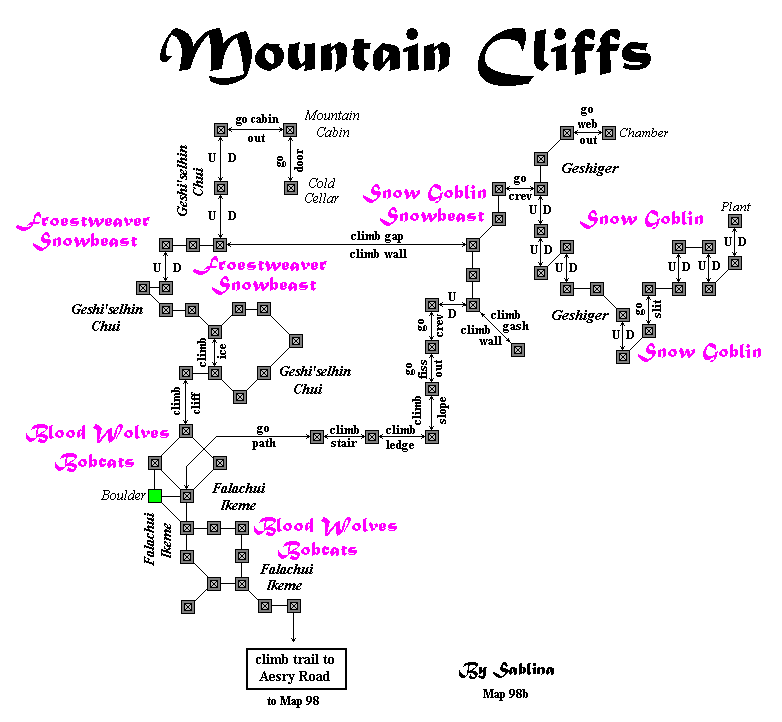 Mountain Cliffs
go cabin
out
Mountain
Cabin
go
door
Cold
Cellar
Geshi'selhin
Chui
U D
U D
go
web
out
Chamber
Geshiger
go
crev
Snow Goblin
Snowbeast
U D
U D
U D
Snow Goblin
Plant
U D
U D
U D
Froestweaver
Snowbeast
climb gap
climb wall
Froestweaver
Snowbeast
U D
Geshi'selhin
Chui
climb
ice
Geshi'selhin
Chui
climb
cliff
U
D
go
crev
climb
gash
climb
wall
go
fiss
out
climb
slope
Geshiger
go
slit
U D
Snow Goblin
Blood Wolves
Bobcats
go
path
climb
stair
climb
ledge
Boulder
Falachui
Ikeme
Falachui
Ikeme
Blood Wolves
Bobcats
Falachui
Ikeme
climb trail to
Aesry Road
to Map 98
By Sablina
Map 98b